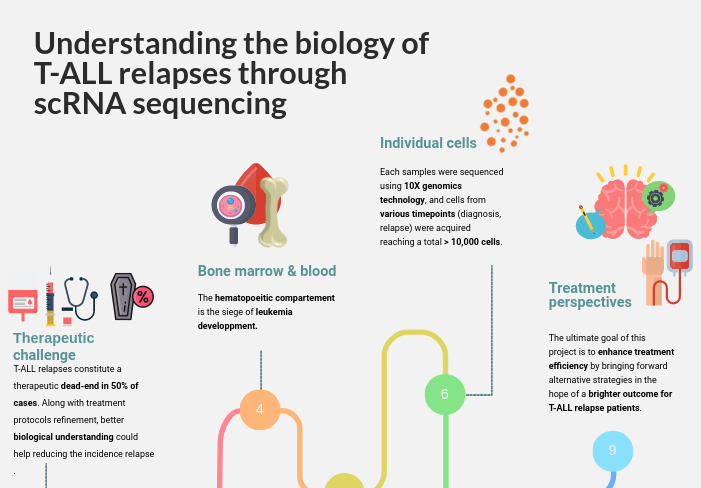 Understanding the biology of
T-ALL relapses through
scRNA sequencing
Individual cells
Each samples were sequenced
using 10X genomics
technology, and cells from
various timepoints (diagnosis,
relapse) were acquired
reaching a total > 10,000 cells.
Bone marrow & blood
The hematopoeitic compartement
is the siege of leukemia
developpment.
%
Therapeutic
challenge
T-ALL relapses constitute a
therapeutic dead-end in 50% of
cases. Along with treatment
protocols refinement, better
biological understanding could
help reducing the incidence relapse
.
Treatment
perspectives
The ultimate goal of this
project is to enhance treatment
efficiency by bringing forward
alternative strategies in the
hope of a brighter outcome for
T-ALL relapse patients.
4
6
9